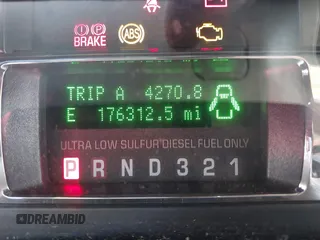 BRAKE
ABS
TRIP A 4270.8
E 176312.5 mi
ULTRA LOW SULFUR DIESEL FUEL ONLY
P R N D 3 2 1
DREAMBID